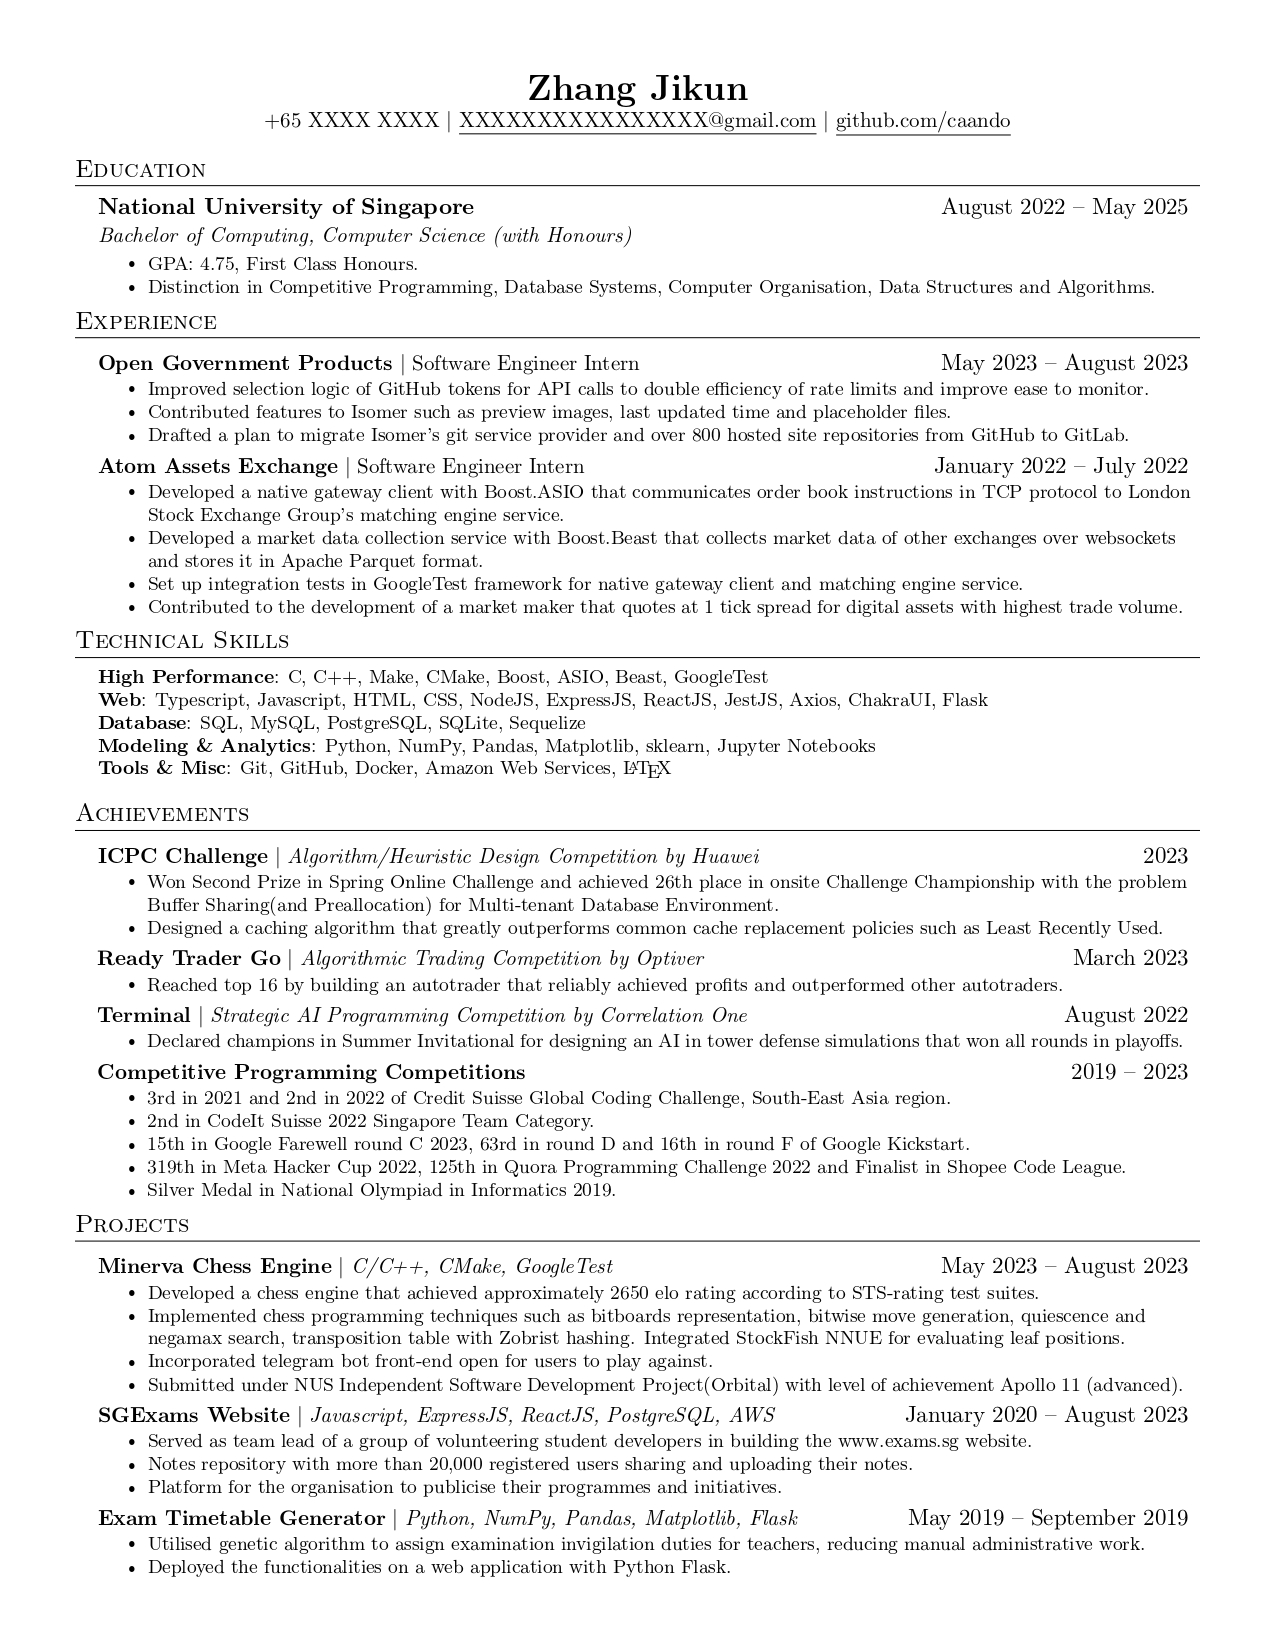 Zhang Jikun
+65 XXXX XXXX | XXXXXXXXXXXXXXXX@gmail.com | github.com/caando
Education
National University of Singapore August 2022 – May 2025
Bachelor of Computing, Computer Science (with Honours)
• GPA: 4.75, First Class Honours.
• Distinction in Competitive Programming, Database Systems, Computer Organisation, Data Structures and Algorithms.
Experience
Open Government Products | Software Engineer Intern May 2023 – August 2023
• Improved selection logic of GitHub tokens for API calls to double efficiency of rate limits and improve ease to monitor.
• Contributed features to Isomer such as preview images, last updated time and placeholder files.
• Drafted a plan to migrate Isomer's git service provider and over 800 hosted site repositories from GitHub to GitLab.
Atom Assets Exchange | Software Engineer Intern January 2022 – July 2022
• Developed a native gateway client with Boost.ASIO that communicates order book instructions in TCP protocol to London
Stock Exchange Group's matching engine service.
• Developed a market data collection service with Boost.Beast that collects market data of other exchanges over websockets
and stores it in Apache Parquet format.
• Set up integration tests in GoogleTest framework for native gateway client and matching engine service.
• Contributed to the development of a market maker that quotes at 1 tick spread for digital assets with highest trade volume.
Technical Skills
High Performance: C, C++, Make, CMake, Boost, ASIO, Beast, GoogleTest
Web: Typescript, Javascript, HTML, CSS, NodeJS, ExpressJS, ReactJS, JestJS, Axios, ChakraUI, Flask
Database: SQL, MySQL, PostgreSQL, SQLite, Sequelize
Modeling & Analytics: Python, NumPy, Pandas, Matplotlib, sklearn, Jupyter Notebooks
Tools & Misc: Git, GitHub, Docker, Amazon Web Services, LATEX
Achievements
ICPC Challenge | Algorithm/Heuristic Design Competition by Huawei 2023
• Won Second Prize in Spring Online Challenge and achieved 26th place in onsite Challenge Championship with the problem
Buffer Sharing(and Preallocation) for Multi-tenant Database Environment.
• Designed a caching algorithm that greatly outperforms common cache replacement policies such as Least Recently Used.
Ready Trader Go | Algorithmic Trading Competition by Optiver March 2023
• Reached top 16 by building an autotrader that reliably achieved profits and outperformed other autotraders.
Terminal | Strategic AI Programming Competition by Correlation One August 2022
• Declared champions in Summer Invitational for designing an AI in tower defense simulations that won all rounds in playoffs.
Competitive Programming Competitions 2019 – 2023
• 3rd in 2021 and 2nd in 2022 of Credit Suisse Global Coding Challenge, South-East Asia region.
• 2nd in CodeIt Suisse 2022 Singapore Team Category.
• 15th in Google Farewell round C 2023, 63rd in round D and 16th in round F of Google Kickstart.
• 319th in Meta Hacker Cup 2022, 125th in Quora Programming Challenge 2022 and Finalist in Shopee Code League.
• Silver Medal in National Olympiad in Informatics 2019.
Projects
Minerva Chess Engine | C/C++, CMake, GoogleTest May 2023 – August 2023
• Developed a chess engine that achieved approximately 2650 elo rating according to STS-rating test suites.
• Implemented chess programming techniques such as bitboards representation, bitwise move generation, quiescence and
negamax search, transposition table with Zobrist hashing. Integrated StockFish NNUE for evaluating leaf positions.
• Incorporated telegram bot front-end open for users to play against.
• Submitted under NUS Independent Software Development Project(Orbital) with level of achievement Apollo 11 (advanced).
SGExams Website | Javascript, ExpressJS, ReactJS, PostgreSQL, AWS January 2020 – August 2023
• Served as team lead of a group of volunteering student developers in building the www.exams.sg website.
• Notes repository with more than 20,000 registered users sharing and uploading their notes.
• Platform for the organisation to publicise their programmes and initiatives.
Exam Timetable Generator | Python, NumPy, Pandas, Matplotlib, Flask May 2019 – September 2019
• Utilised genetic algorithm to assign examination invigilation duties for teachers, reducing manual administrative work.
• Deployed the functionalities on a web application with Python Flask.